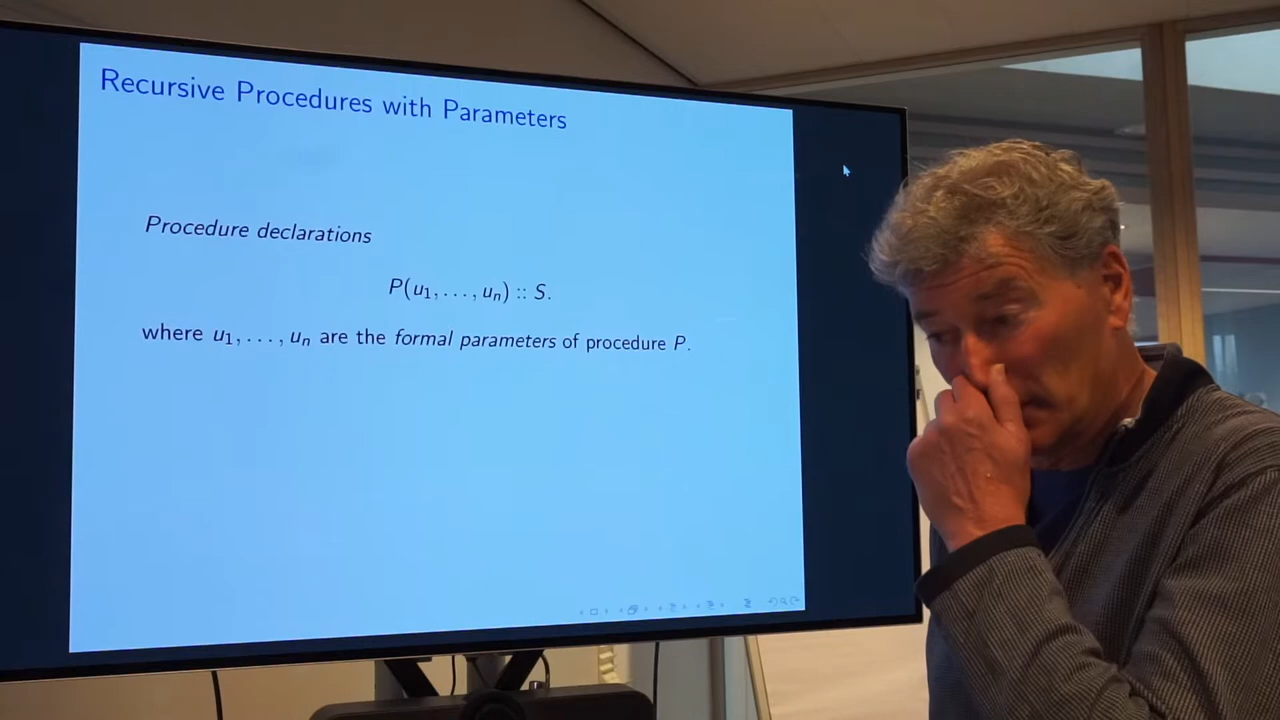 Recursive Procedures with Parameters
Procedure declarations
P(u₁, . . . , uₙ) :: S.
where u₁, . . . , uₙ are the formal parameters of procedure P.